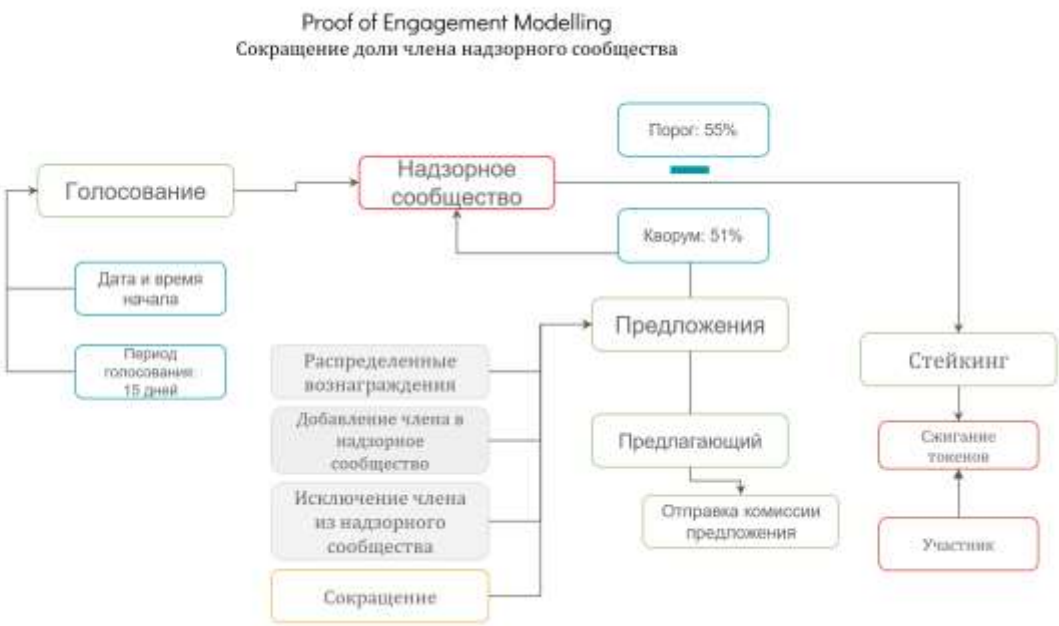 Proof of Engagement Modelling
Сокращение доли члена надзорного сообщества
Порог: 55%
Голосование
Надзорное
сообщество
Кворум: 51%
Дата и время
начала
Период
голосования
15 дней
Предложения
Распределенные
вознаграждения
Добавление члена в
надзорное
сообщество
Исключение члена
из надзорного
сообщества
Сокращение
Предлагающий
Отправка комиссии
предложения
Стейкинг
Сжигание
токенов
Участник